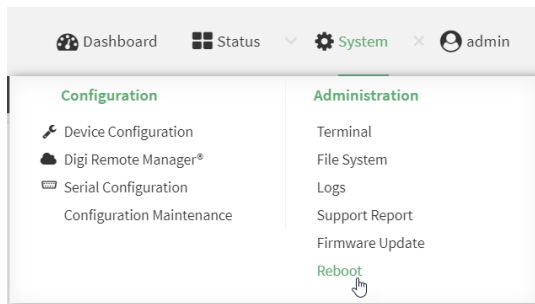 Dashboard Status System admin
Configuration
Device Configuration
Digi Remote Manager®
Serial Configuration
Configuration Maintenance
Administration
Terminal
File System
Logs
Support Report
Firmware Update
Reboot